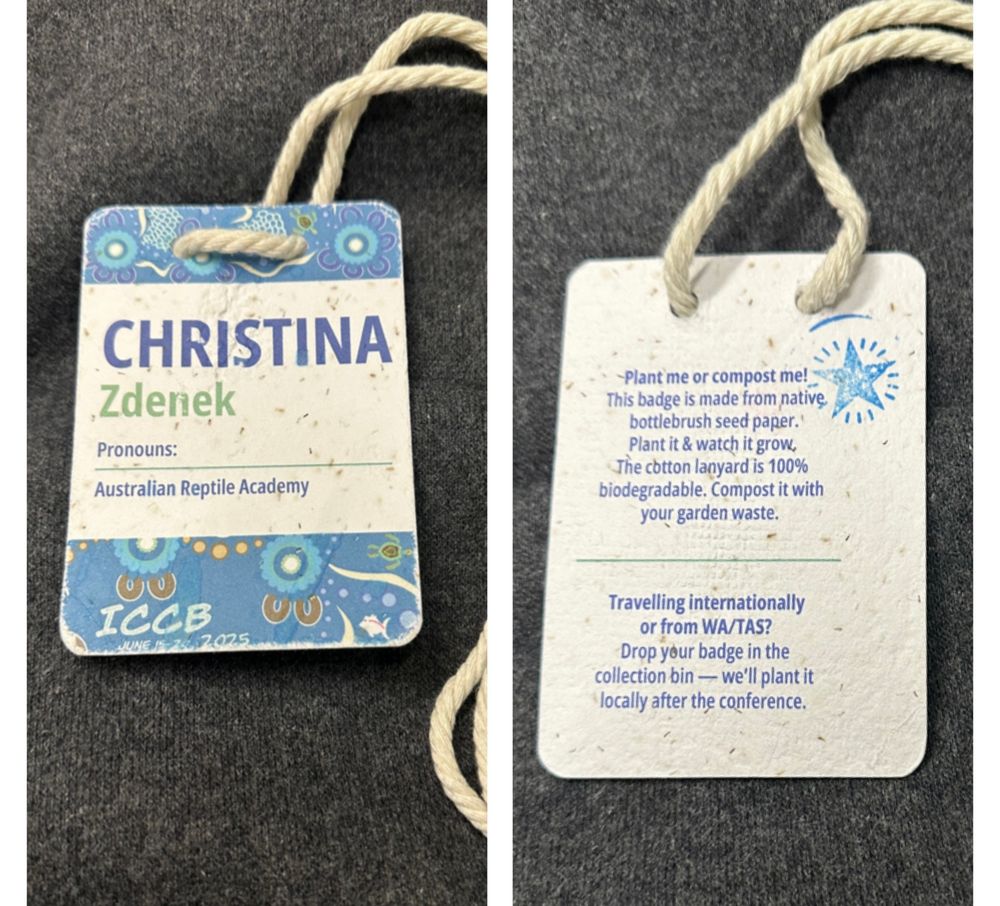 CHRISTINA
Zdenek
Pronouns:
Australian Reptile Academy
ICCB
JUNE 15 2025
Plant me or compost me!
This badge is made from native
bottlebrush seed paper.
Plant it & watch it grow.
The cotton lanyard is 100%
biodegradable. Compost it with
your garden waste.
Travelling internationally
or from WA/TAS?
Drop your badge in the
collection bin — we'll plant it
locally after the conference.